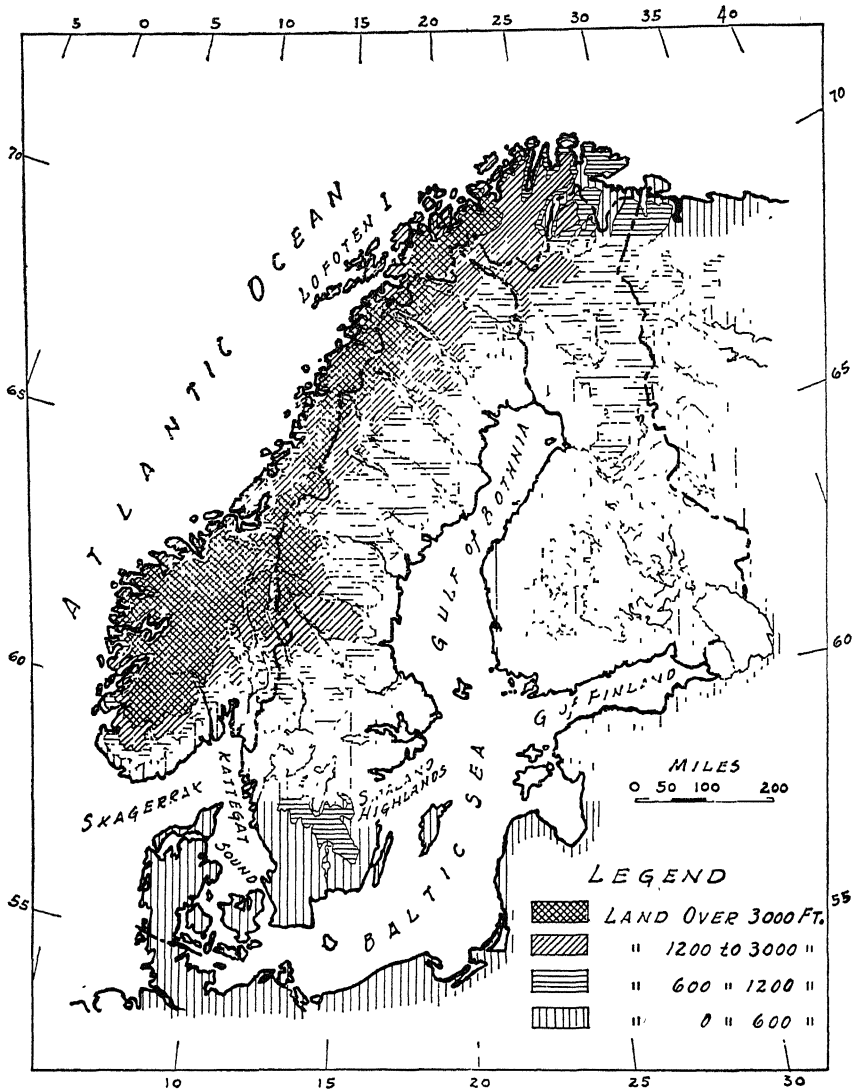 5 0 5 10 15 20 25 30 35 40
70
70
ATLANTIC OCEAN
LOFOTEN I
65
65
GULF of BOTHNIA
60
60
G of FINLAND
SKAGERRAK
KATTEGAT
SOUND
SMALAND
HIGHLANDS
BALTIC SEA
MILES
0 50 100 200
LEGEND
LAND OVER 3000 FT.
" 1200 to 3000 "
" 600 " 1200 "
" 0 " 600 "
55
55
10 15 20 25 30